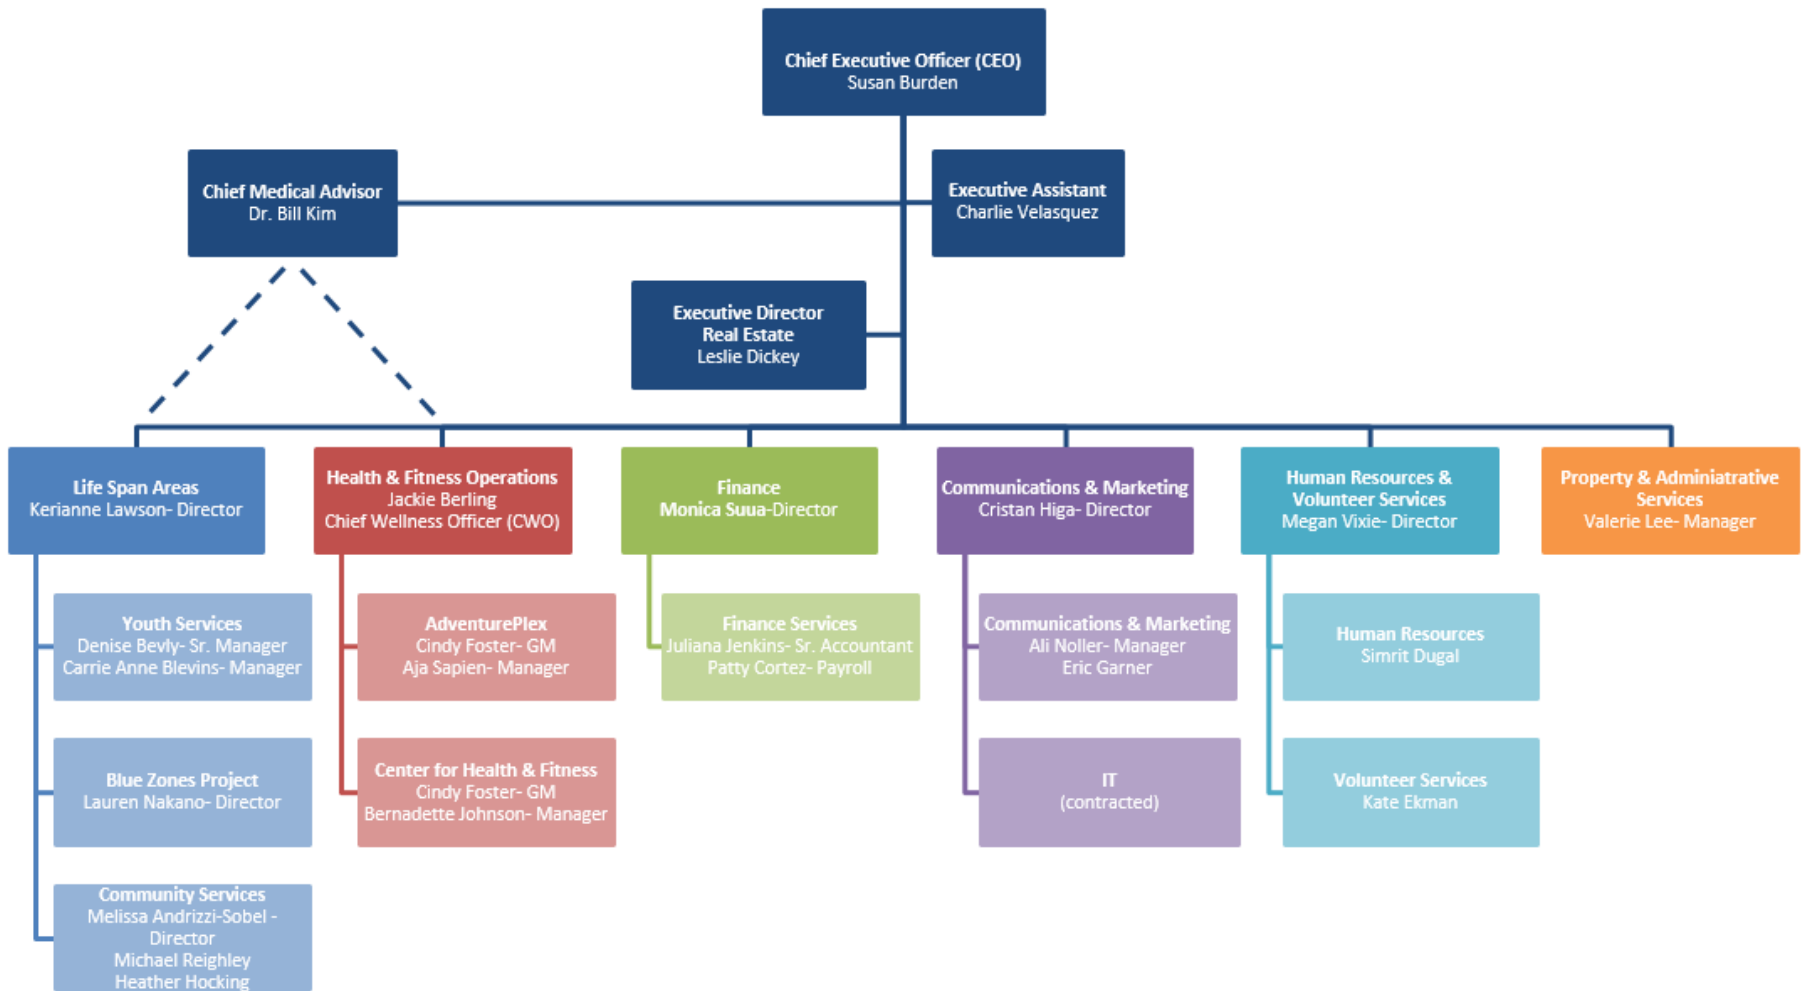 Chief Executive Officer (CEO)
Susan Burden
Chief Medical Advisor
Dr. Bill Kim
Executive Assistant
Charlie Velasquez
Executive Director
Real Estate
Leslie Dickey
Life Span Areas
Kerianne Lawson- Director
Health & Fitness Operations
Jackie Berling
Chief Wellness Officer (CWO)
Finance
Monica Suua-Director
Communications & Marketing
Cristan Higa- Director
Human Resources &
Volunteer Services
Megan Vixie- Director
Property & Adminiatrative
Services
Valerie Lee- Manager
Youth Services
Denise Bevly- Sr. Manager
Carrie Anne Blevins- Manager
AdventurePlex
Cindy Foster- GM
Aja Sapien- Manager
Finance Services
Juliana Jenkins- Sr. Accountant
Patty Cortez- Payroll
Communications & Marketing
Ali Noller- Manager
Eric Garner
Human Resources
Simrit Dugal
Blue Zones Project
Lauren Nakano- Director
Center for Health & Fitness
Cindy Foster- GM
Bernadette Johnson- Manager
IT
(contracted)
Volunteer Services
Kate Ekman
Community Services
Melissa Andrizzi-Sobel -
Director
Michael Reighley
Heather Hocking